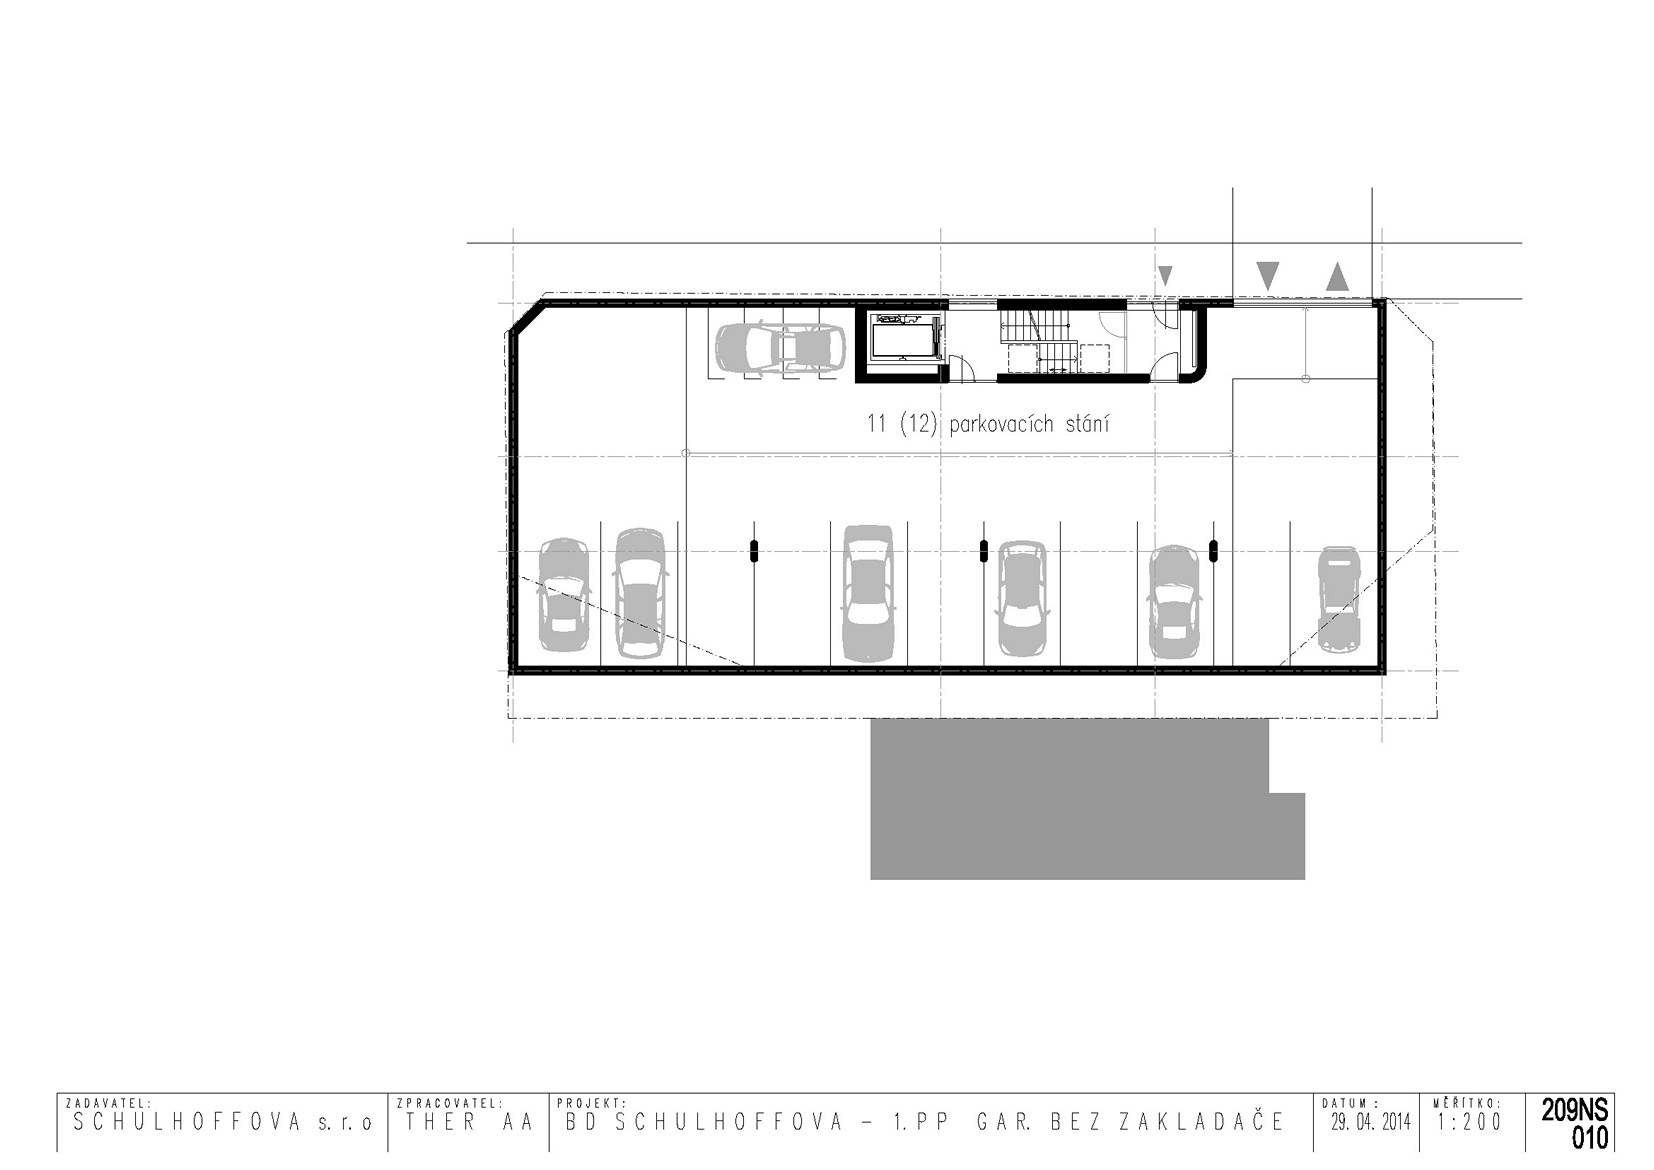 11 (12) parkovacích stání
ZADAVATEL:
SCHULHOFFOVA s.r.o
ZPRACOVATEL:
THER AA
PROJEKT:
BD SCHULHOFFOVA – 1.PP GAR. BEZ ZAKLADAČE
DATUM:
29. 04. 2014
MĚŘÍTKO:
1:200
209NS
010